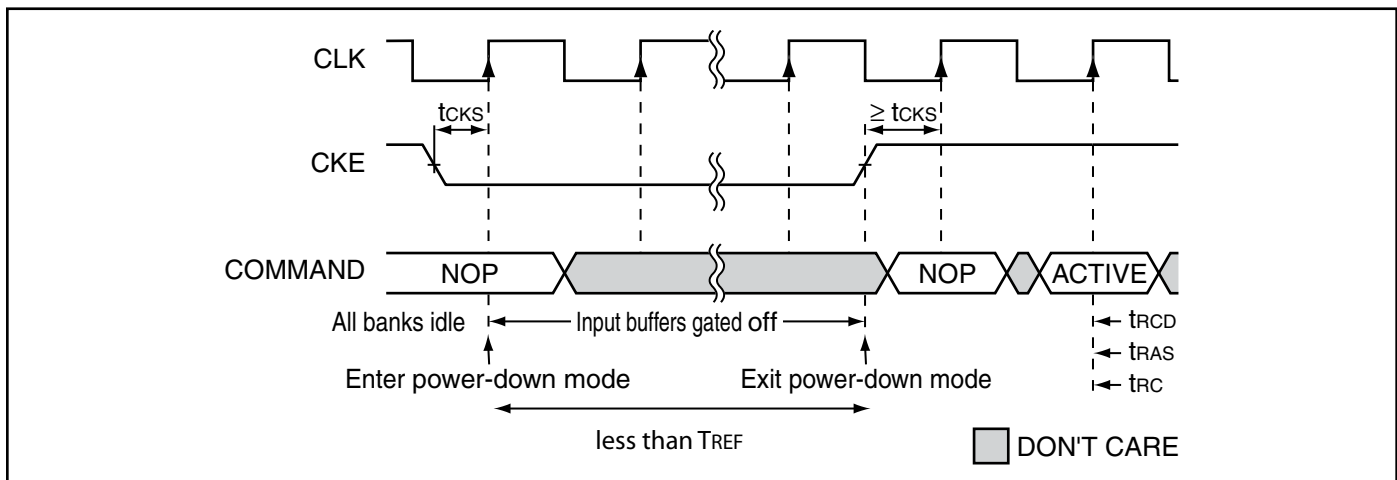 CLK
tCKS
≥ tCKS
CKE
COMMAND
NOP
NOP
ACTIVE
All banks idle
Input buffers gated off
tRCD
tRAS
tRC
Enter power-down mode
Exit power-down mode
less than TREF
DON'T CARE